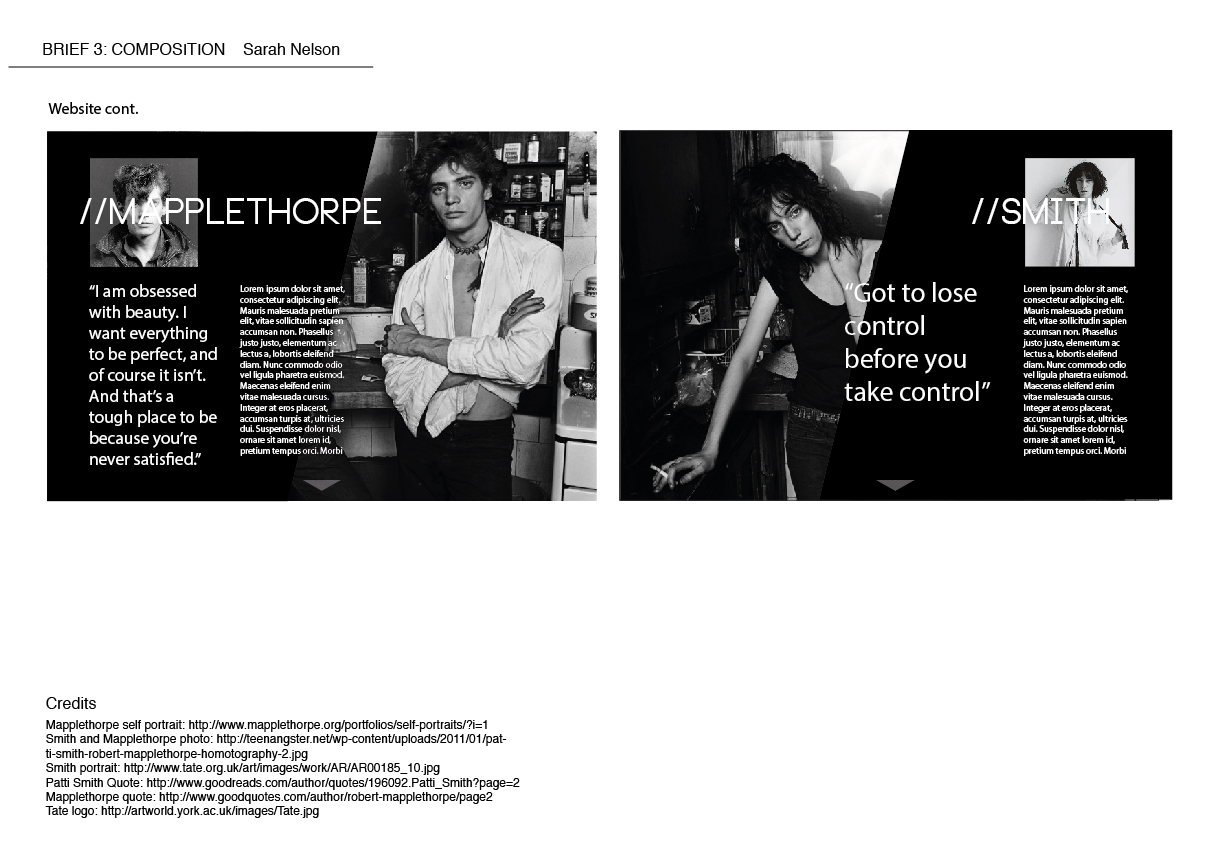 BRIEF 3: COMPOSITION Sarah Nelson
Website cont.
//MAPPLETHORPE
“I am obsessed
with beauty. I
want everything
to be perfect, and
of course it isn’t.
And that’s a
tough place to be
because you’re
never satisfied.”
Lorem ipsum dolor sit amet,
consectetur adipiscing elit.
Mauris malesuada pretium
elit, vitae sollicitudin sapien
accumsan non. Phasellus
justo justo, elementum ac
lectus a, lobortis eleifend
diam. Nunc commodo odio
vel ligula pharetra euismod.
Maecenas eleifend enim
vitae malesuada cursus.
Integer at eros placerat,
accumsan turpis at, ultricies
dui. Suspendisse dolor nisl,
ornare sit amet lorem id,
pretium tempus orci. Morbi
//SMITH
“Got to lose
control
before you
take control”
Lorem ipsum dolor sit amet,
consectetur adipiscing elit.
Mauris malesuada pretium
elit, vitae sollicitudin sapien
accumsan non. Phasellus
justo justo, elementum ac
lectus a, lobortis eleifend
diam. Nunc commodo odio
vel ligula pharetra euismod.
Maecenas eleifend enim
vitae malesuada cursus.
Integer at eros placerat,
accumsan turpis at, ultricies
dui. Suspendisse dolor nisl,
ornare sit amet lorem id,
pretium tempus orci. Morbi
Credits
Mapplethorpe self portrait: http://www.mapplethorpe.org/portfolios/self-portraits/?i=1
Smith and Mapplethorpe photo: http://teenangster.net/wp-content/uploads/2011/01/pat-
ti-smith-robert-mapplethorpe-homotography-2.jpg
Smith portrait: http://www.tate.org.uk/art/images/work/AR/AR00185_10.jpg
Patti Smith Quote: http://www.goodreads.com/author/quotes/196092.Patti_Smith?page=2
Mapplethorpe quote: http://www.goodquotes.com/author/robert-mapplethorpe/page2
Tate logo: http://artworld.york.ac.uk/images/Tate.jpg